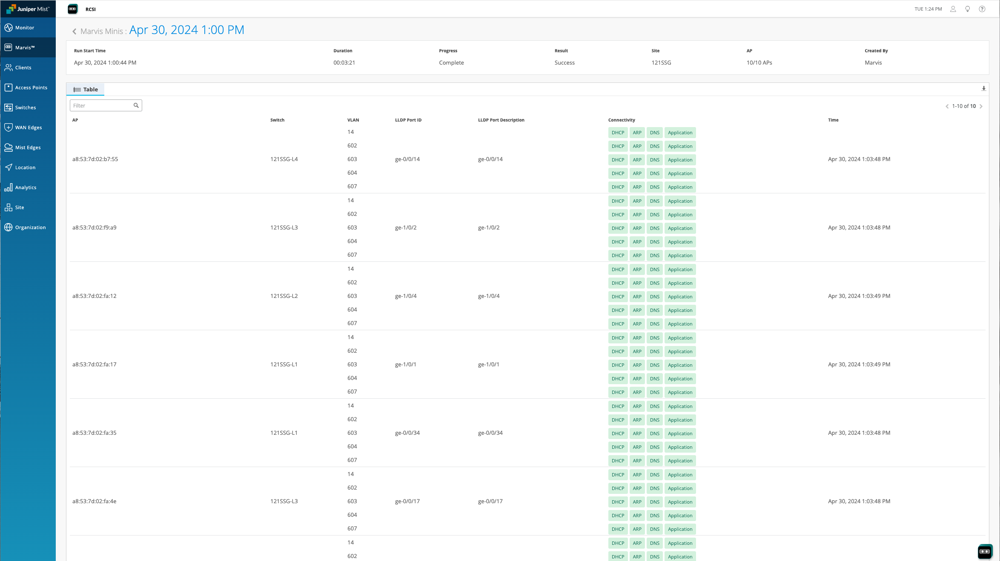 Juniper Mist™
RCSI
TUE 1:24 PM
Monitor
Marvis™
Clients
Access Points
Switches
WAN Edges
Mist Edges
Location
Analytics
Site
Organization
Marvis Minis : Apr 30, 2024 1:00 PM
Run Start Time Duration Progress Result Site AP Created By
Apr 30, 2024 1:00:44 PM 00:03:21 Complete Success 121SSG 10/10 APs Marvis
Table
Filter
1-10 of 10
AP Switch VLAN LLDP Port ID LLDP Port Description Connectivity Time
14 DHCP ARP DNS Application
602 DHCP ARP DNS Application
a8:53:7d:02:b7:55 121SSG-L4 603 ge-0/0/14 ge-0/0/14 DHCP ARP DNS Application Apr 30, 2024 1:03:48 PM
604 DHCP ARP DNS Application
607 DHCP ARP DNS Application
14 DHCP ARP DNS Application
602 DHCP ARP DNS Application
a8:53:7d:02:f9:a9 121SSG-L3 603 ge-1/0/2 ge-1/0/2 DHCP ARP DNS Application Apr 30, 2024 1:03:48 PM
604 DHCP ARP DNS Application
607 DHCP ARP DNS Application
14 DHCP ARP DNS Application
602 DHCP ARP DNS Application
a8:53:7d:02:fa:12 121SSG-L2 603 ge-1/0/4 ge-1/0/4 DHCP ARP DNS Application Apr 30, 2024 1:03:49 PM
604 DHCP ARP DNS Application
607 DHCP ARP DNS Application
14 DHCP ARP DNS Application
602 DHCP ARP DNS Application
a8:53:7d:02:fa:17 121SSG-L1 603 ge-1/0/1 ge-1/0/1 DHCP ARP DNS Application Apr 30, 2024 1:03:49 PM
604 DHCP ARP DNS Application
607 DHCP ARP DNS Application
14 DHCP ARP DNS Application
602 DHCP ARP DNS Application
a8:53:7d:02:fa:35 121SSG-L1 603 ge-0/0/34 ge-0/0/34 DHCP ARP DNS Application Apr 30, 2024 1:03:48 PM
604 DHCP ARP DNS Application
607 DHCP ARP DNS Application
14 DHCP ARP DNS Application
602 DHCP ARP DNS Application
a8:53:7d:02:fa:4e 121SSG-L3 603 ge-0/0/17 ge-0/0/17 DHCP ARP DNS Application Apr 30, 2024 1:03:48 PM
604 DHCP ARP DNS Application
607 DHCP ARP DNS Application
14 DHCP ARP DNS Application
602 DHCP ARP DNS Application